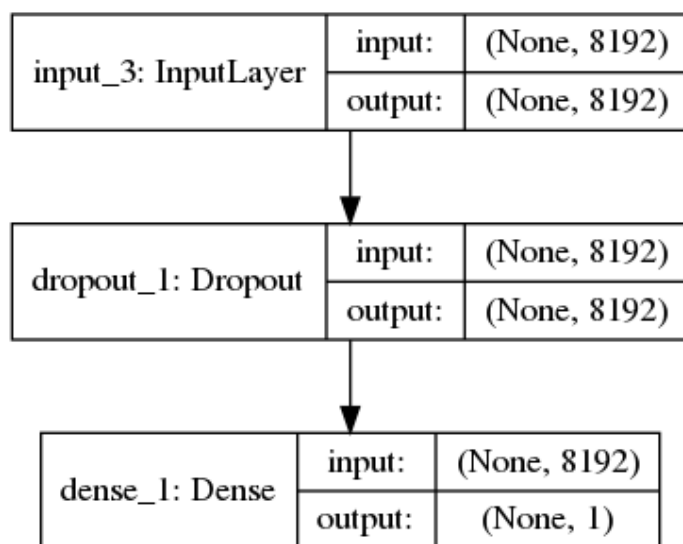 input_3: InputLayer
input: (None, 8192)
output: (None, 8192)
dropout_1: Dropout
input: (None, 8192)
output: (None, 8192)
dense_1: Dense
input: (None, 8192)
output: (None, 1)